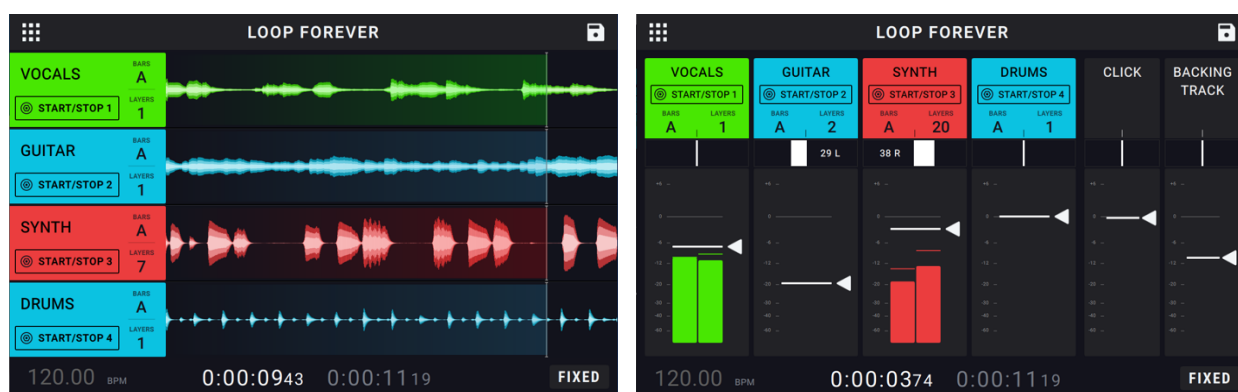 LOOP FOREVER
VOCALS
BARS
A
START/STOP 1
LAYERS
1
GUITAR
BARS
A
START/STOP 2
LAYERS
1
SYNTH
BARS
A
START/STOP 3
LAYERS
7
DRUMS
BARS
A
START/STOP 4
LAYERS
1
120.00 BPM 0:00:0943 0:00:1119 FIXED
LOOP FOREVER
VOCALS GUITAR SYNTH DRUMS CLICK BACKING TRACK
START/STOP 1 START/STOP 2 START/STOP 3 START/STOP 4
BARS LAYERS BARS LAYERS BARS LAYERS BARS LAYERS
A 1 A 2 A 20 A 1
29 L 38 R
120.00 BPM 0:00:0374 0:00:1119 FIXED